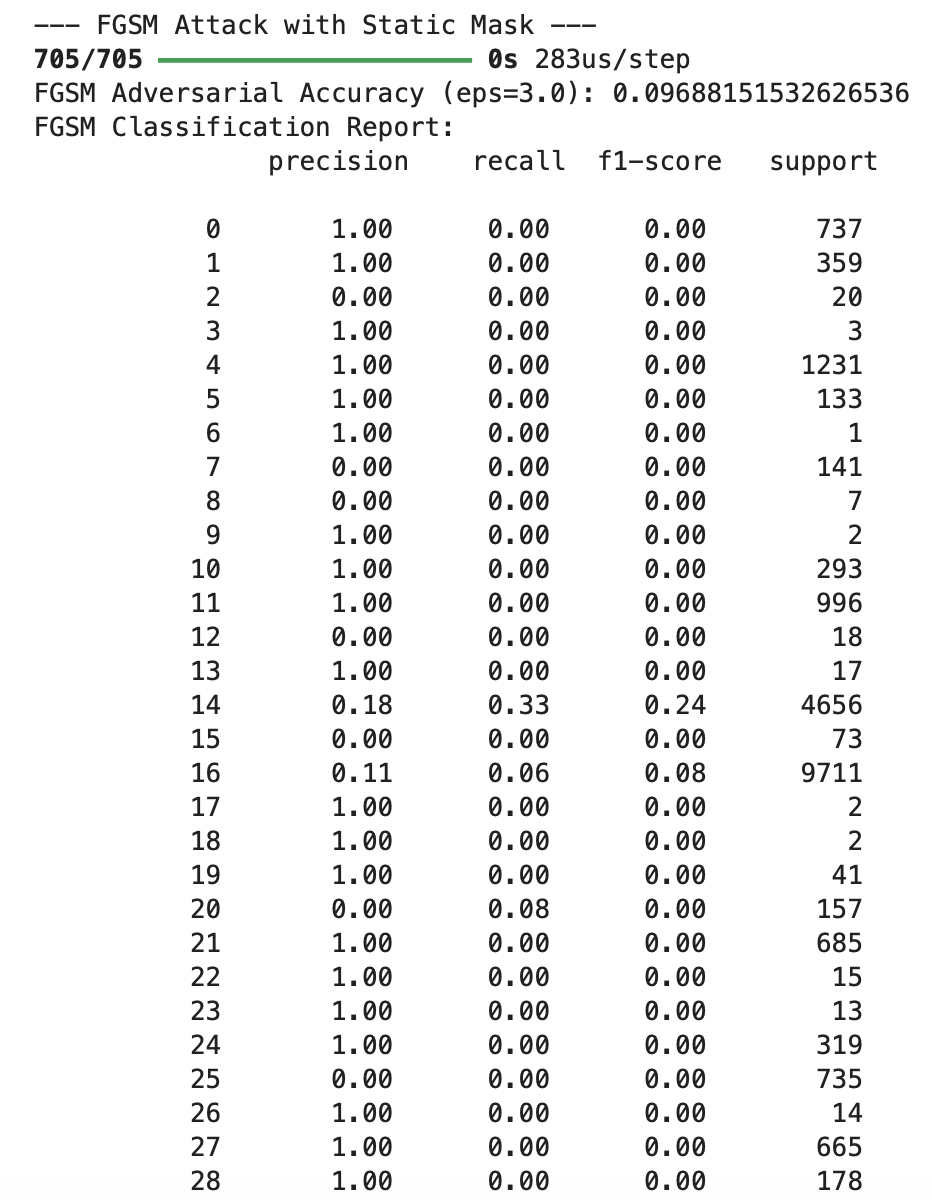 --- FGSM Attack with Static Mask ---
705/705 ━━━━━━━━━━━━━━━━━━━━ 0s 283us/step
FGSM Adversarial Accuracy (eps=3.0): 0.09688151532626536
FGSM Classification Report:
precision recall f1-score support
0 1.00 0.00 0.00 737
1 1.00 0.00 0.00 359
2 0.00 0.00 0.00 20
3 1.00 0.00 0.00 3
4 1.00 0.00 0.00 1231
5 1.00 0.00 0.00 133
6 1.00 0.00 0.00 1
7 0.00 0.00 0.00 141
8 0.00 0.00 0.00 7
9 1.00 0.00 0.00 2
10 1.00 0.00 0.00 293
11 1.00 0.00 0.00 996
12 0.00 0.00 0.00 18
13 1.00 0.00 0.00 17
14 0.18 0.33 0.24 4656
15 0.00 0.00 0.00 73
16 0.11 0.06 0.08 9711
17 1.00 0.00 0.00 2
18 1.00 0.00 0.00 2
19 1.00 0.00 0.00 41
20 0.00 0.08 0.00 157
21 1.00 0.00 0.00 685
22 1.00 0.00 0.00 15
23 1.00 0.00 0.00 13
24 1.00 0.00 0.00 319
25 0.00 0.00 0.00 735
26 1.00 0.00 0.00 14
27 1.00 0.00 0.00 665
28 1.00 0.00 0.00 178